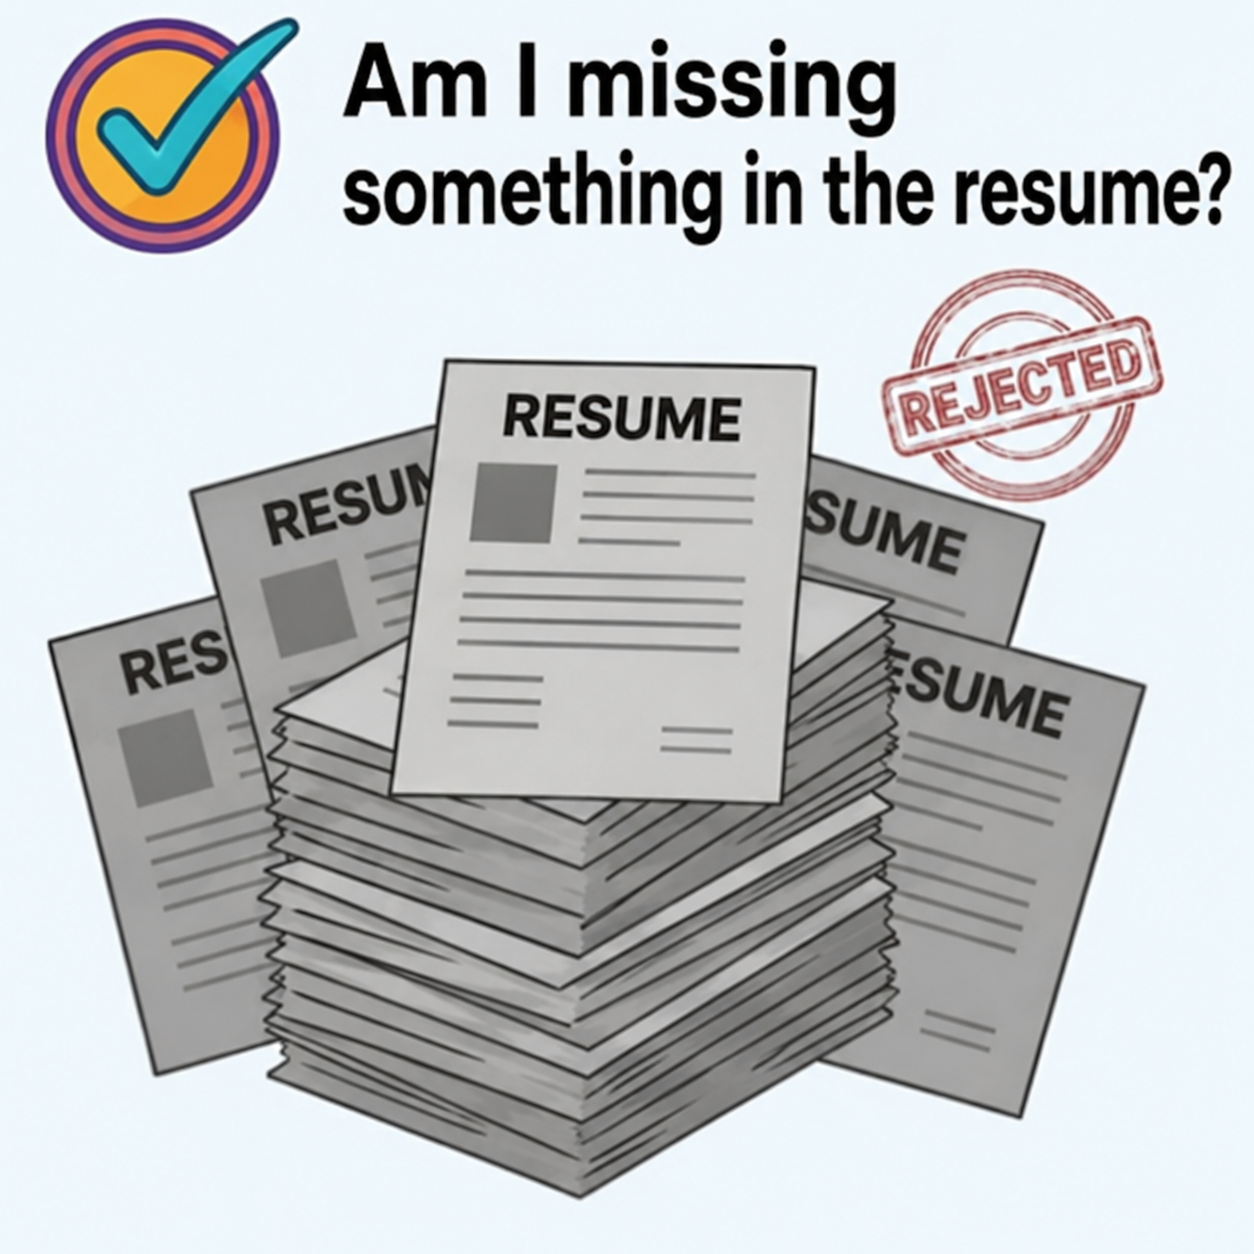 Am I missing
something in the resume?
REJECTED
RESUME
RESUM
SUME
RES
ESUME